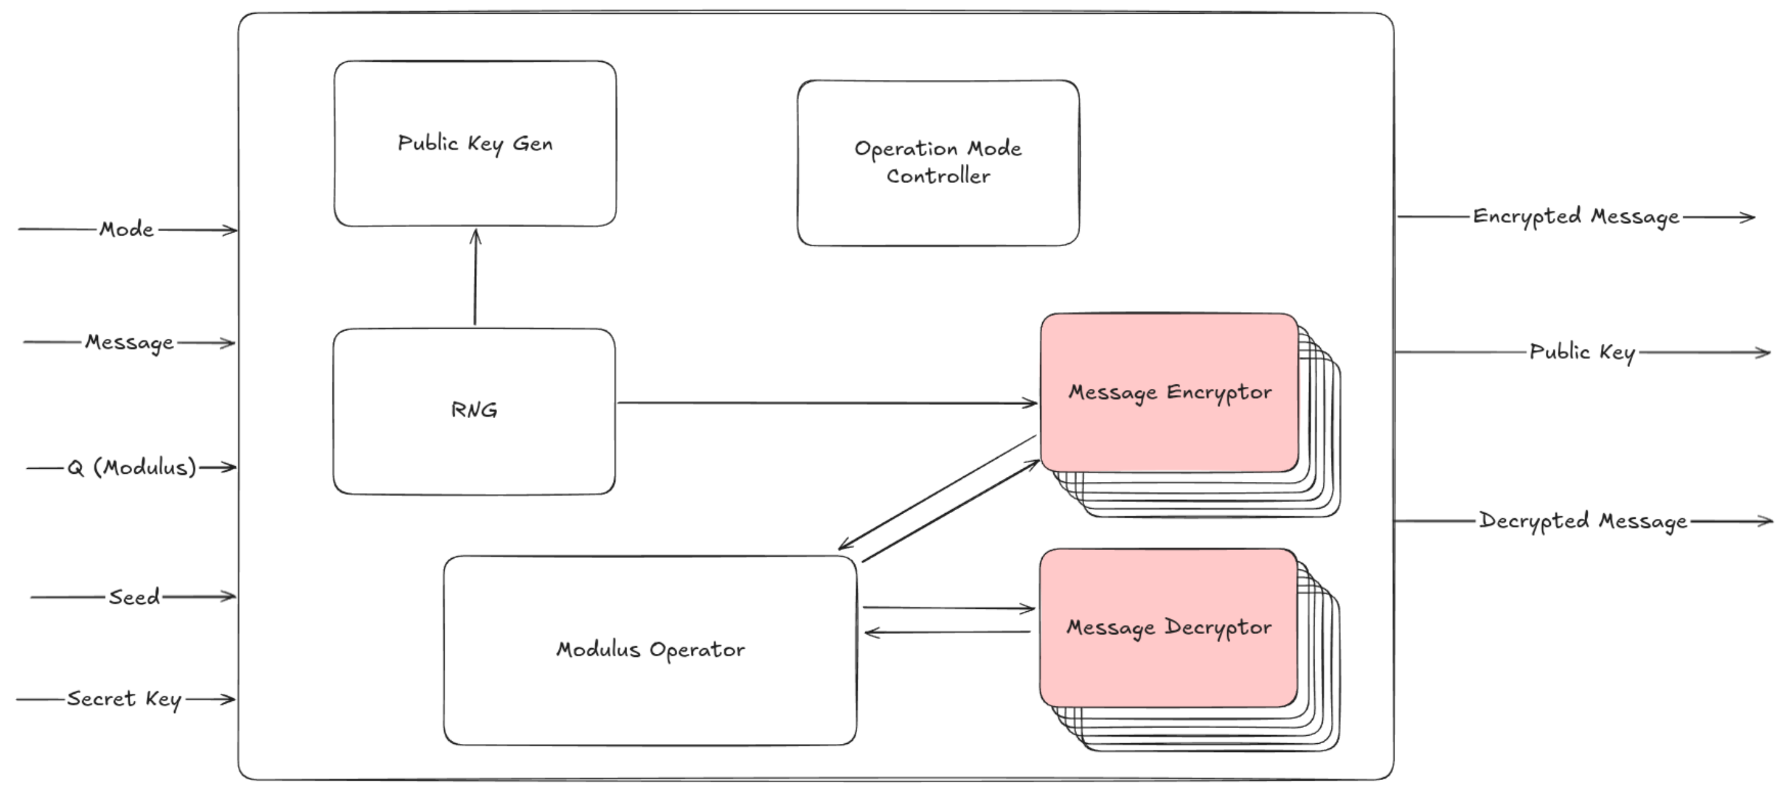 Public Key Gen
Operation Mode
Controller
Mode
Encrypted Message
Message
Public Key
Message Encryptor
RNG
Q (Modulus)
Decrypted Message
Seed
Message Decryptor
Modulus Operator
Secret Key